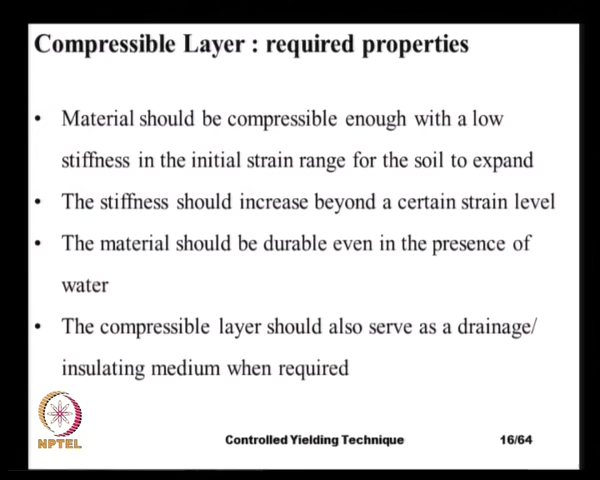 Compressible Layer : required properties
• Material should be compressible enough with a low
stiffness in the initial strain range for the soil to expand
• The stiffness should increase beyond a certain strain level
• The material should be durable even in the presence of
water
• The compressible layer should also serve as a drainage/
insulating medium when required
NPTEL
Controlled Yielding Technique
16/64